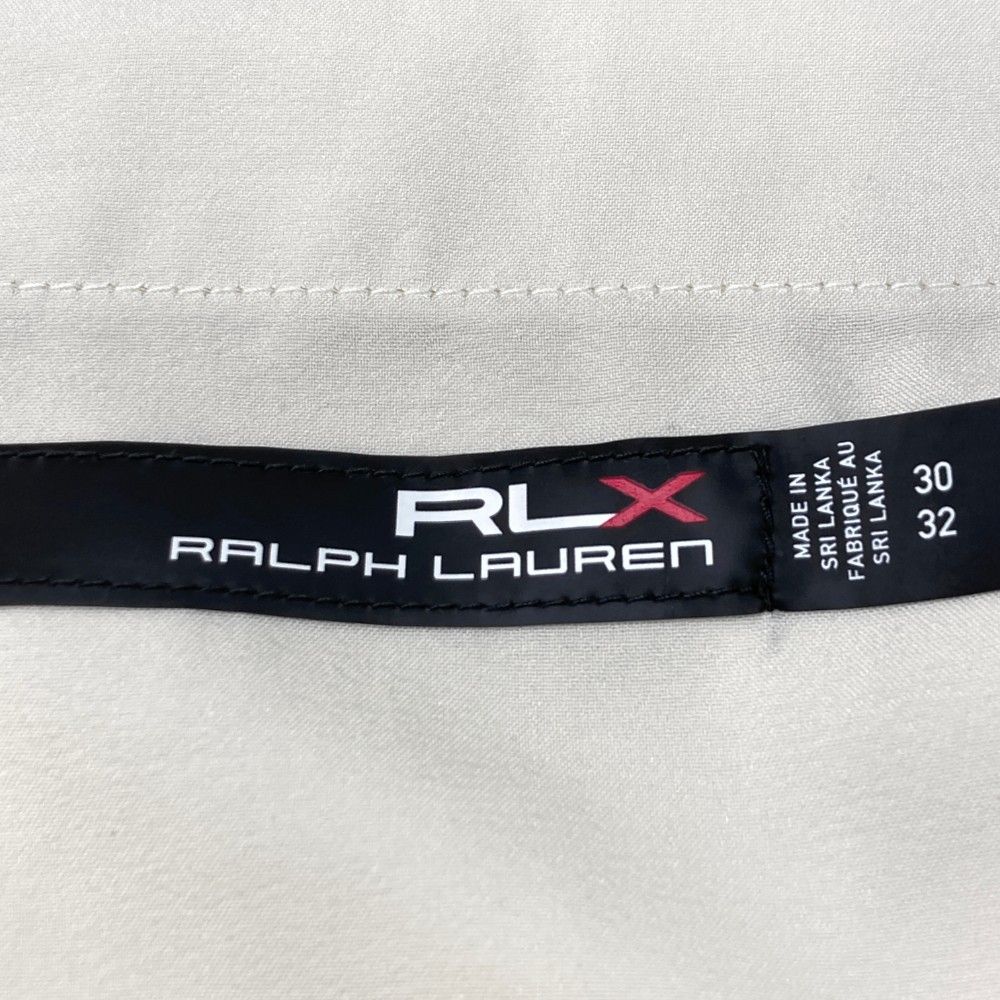 RLX
RALPH LAUREN
MADE IN
SRI LANKA
FABRIQUÉ AU
SRI LANKA
30
32